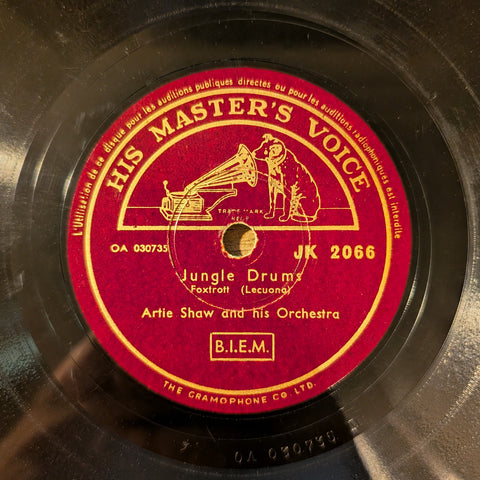 L'Utilisation de ce disque pour les auditions publiques directes ou pour les auditions radiophoniques est interdite
HIS MASTER'S VOICE
TRADE MARK
OA 030735
JK 2066
Jungle Drums
Foxtrott (Lecuona)
Artie Shaw and his Orchestra
B.I.E.M.
THE GRAMOPHONE CO. LTD.